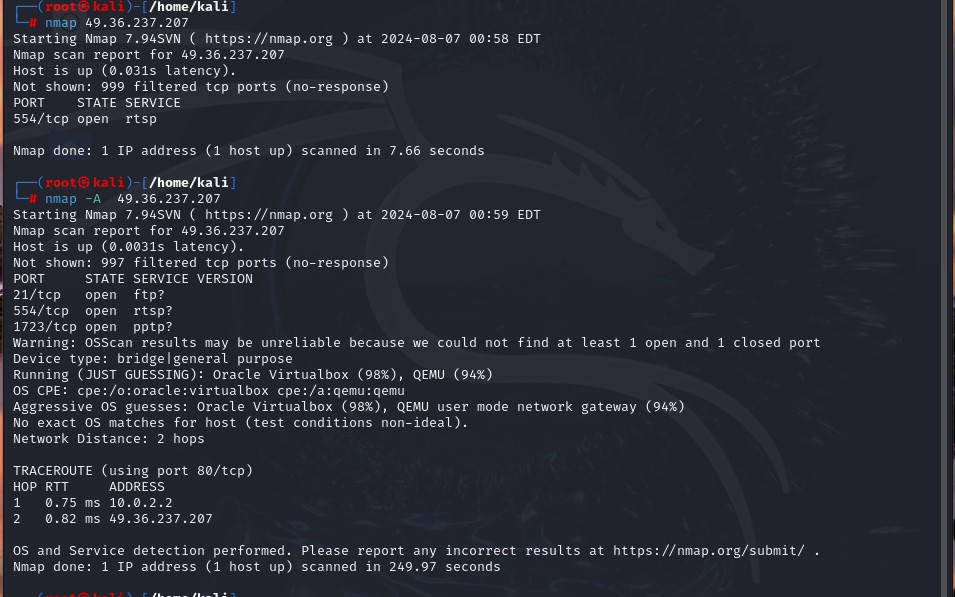 ┌──(root㉿kali)-[/home/kali]
└─# nmap 49.36.237.207
Starting Nmap 7.94SVN ( https://nmap.org ) at 2024-08-07 00:58 EDT
Nmap scan report for 49.36.237.207
Host is up (0.031s latency).
Not shown: 999 filtered tcp ports (no-response)
PORT    STATE SERVICE
554/tcp open  rtsp

Nmap done: 1 IP address (1 host up) scanned in 7.66 seconds

┌──(root㉿kali)-[/home/kali]
└─# nmap -A  49.36.237.207
Starting Nmap 7.94SVN ( https://nmap.org ) at 2024-08-07 00:59 EDT
Nmap scan report for 49.36.237.207
Host is up (0.0031s latency).
Not shown: 997 filtered tcp ports (no-response)
PORT     STATE SERVICE VERSION
21/tcp   open  ftp?
554/tcp  open  rtsp?
1723/tcp open  pptp?
Warning: OSScan results may be unreliable because we could not find at least 1 open and 1 closed port
Device type: bridge|general purpose
Running (JUST GUESSING): Oracle Virtualbox (98%), QEMU (94%)
OS CPE: cpe:/o:oracle:virtualbox cpe:/a:qemu:qemu
Aggressive OS guesses: Oracle Virtualbox (98%), QEMU user mode network gateway (94%)
No exact OS matches for host (test conditions non-ideal).
Network Distance: 2 hops

TRACEROUTE (using port 80/tcp)
HOP RTT     ADDRESS
1   0.75 ms 10.0.2.2
2   0.82 ms 49.36.237.207

OS and Service detection performed. Please report any incorrect results at https://nmap.org/submit/ .
Nmap done: 1 IP address (1 host up) scanned in 249.97 seconds